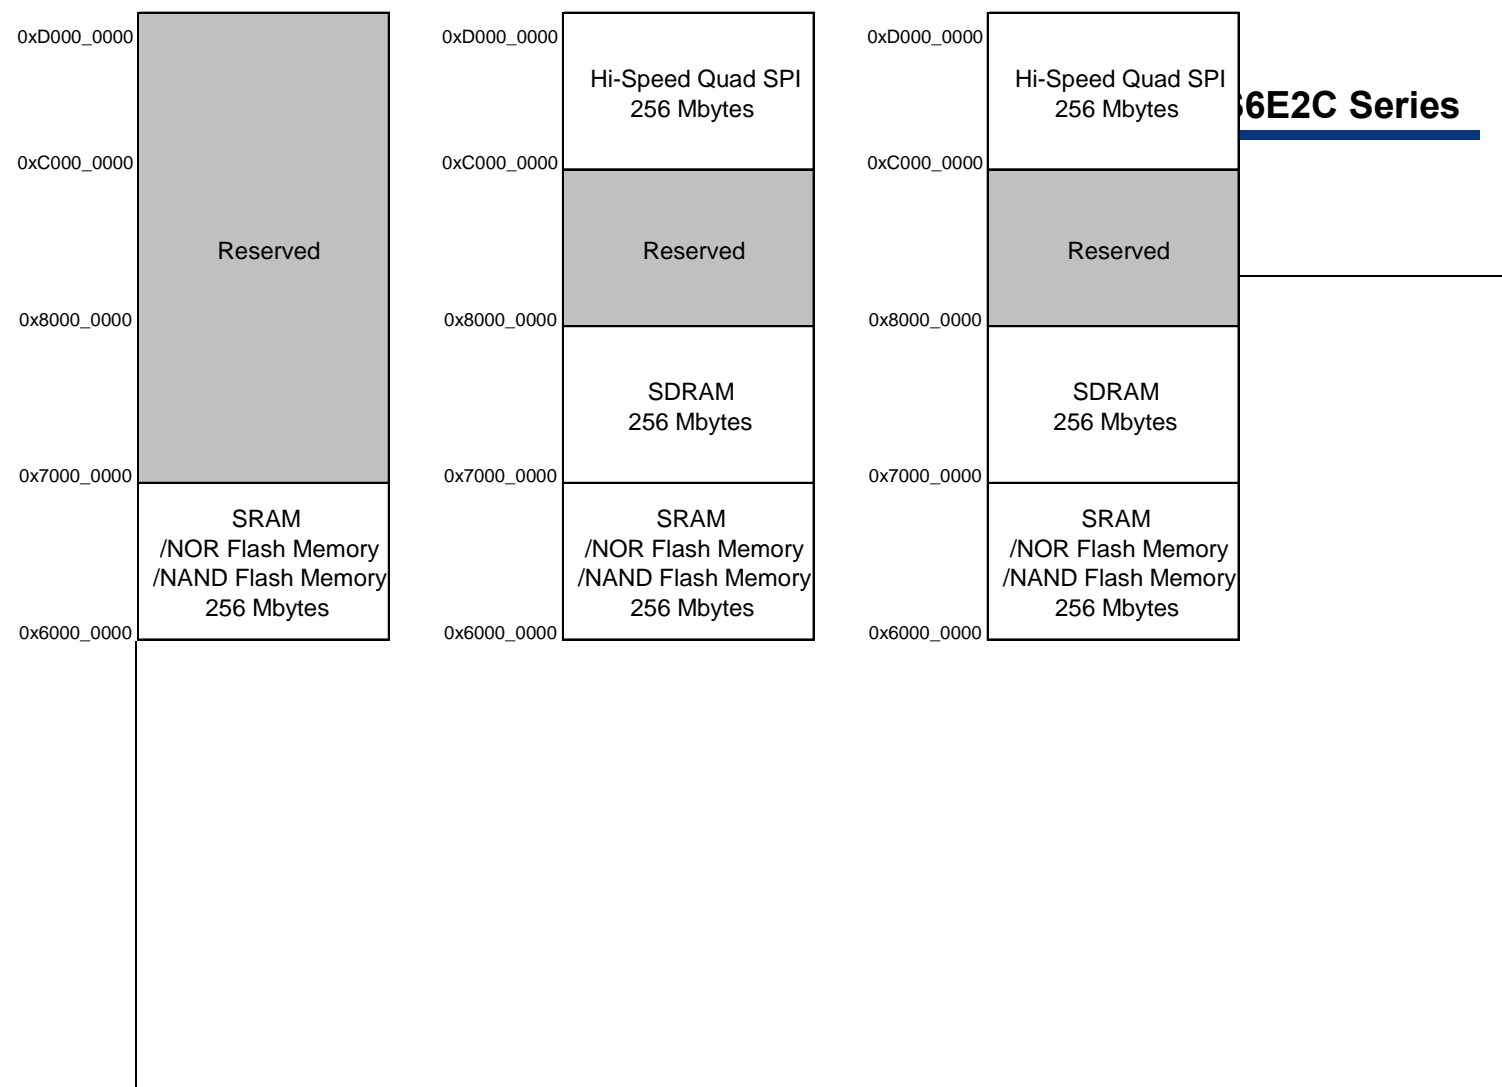 0xD000_0000
0xC000_0000
Reserved
0x8000_0000
0x7000_0000
SRAM
/NOR Flash Memory
/NAND Flash Memory
256 Mbytes
0x6000_0000
0xD000_0000
Hi-Speed Quad SPI
256 Mbytes
0xC000_0000
Reserved
0x8000_0000
SDRAM
256 Mbytes
0x7000_0000
SRAM
/NOR Flash Memory
/NAND Flash Memory
256 Mbytes
0x6000_0000
0xD000_0000
Hi-Speed Quad SPI
256 Mbytes
0xC000_0000
Reserved
0x8000_0000
SDRAM
256 Mbytes
0x7000_0000
SRAM
/NOR Flash Memory
/NAND Flash Memory
256 Mbytes
0x6000_0000
Series